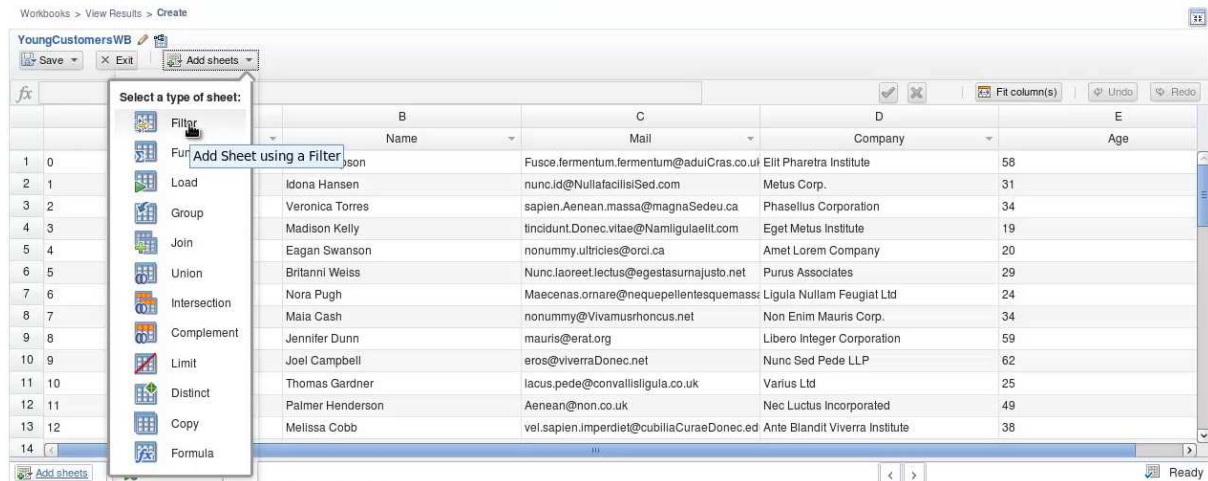 Workbooks > View Results > Create
YoungCustomersWB
Save Exit Add sheets
fx Fit column(s) Undo Redo
Select a type of sheet:
Filter
Add Sheet using a Filter
Load
Group
Join
Union
Intersection
Complement
Limit
Distinct
Copy
Formula
B C D E
Name Mail Company Age
1 0 Fusce.fermentum.fermentum@aduiCras.co.uk Elit Pharetra Institute 58
2 1 Idona Hansen nunc.id@NullafacilisiSed.com Metus Corp. 31
3 2 Veronica Torres sapien.Aenean.massa@magnaSedeu.ca Phasellus Corporation 34
4 3 Madison Kelly tincidunt.Donec.vitae@Namligulaelit.com Eget Metus Institute 19
5 4 Eagan Swanson nonummy.ultricies@orci.ca Amet Lorem Company 20
6 5 Britanni Weiss Nunc.laoreet.lectus@egestasurnajusto.net Purus Associates 29
7 6 Nora Pugh Maecenas.ornare@nequepellentesquemassa Ligula Nullam Feugiat Ltd 24
8 7 Maia Cash nonummy@Vivamusrhoncus.net Non Enim Mauris Corp. 34
9 8 Jennifer Dunn mauris@erat.org Libero Integer Corporation 59
10 9 Joel Campbell eros@viverraDonec.net Nunc Sed Pede LLP 62
11 10 Thomas Gardner lacus.pede@convallisligula.co.uk Varius Ltd 25
12 11 Palmer Henderson Aenean@non.co.uk Nec Luctus Incorporated 49
13 12 Melissa Cobb vel.sapien.imperdiet@cubiliaCuraeDonec.ed Ante Blandit Viverra Institute 38
14
Add sheets Ready